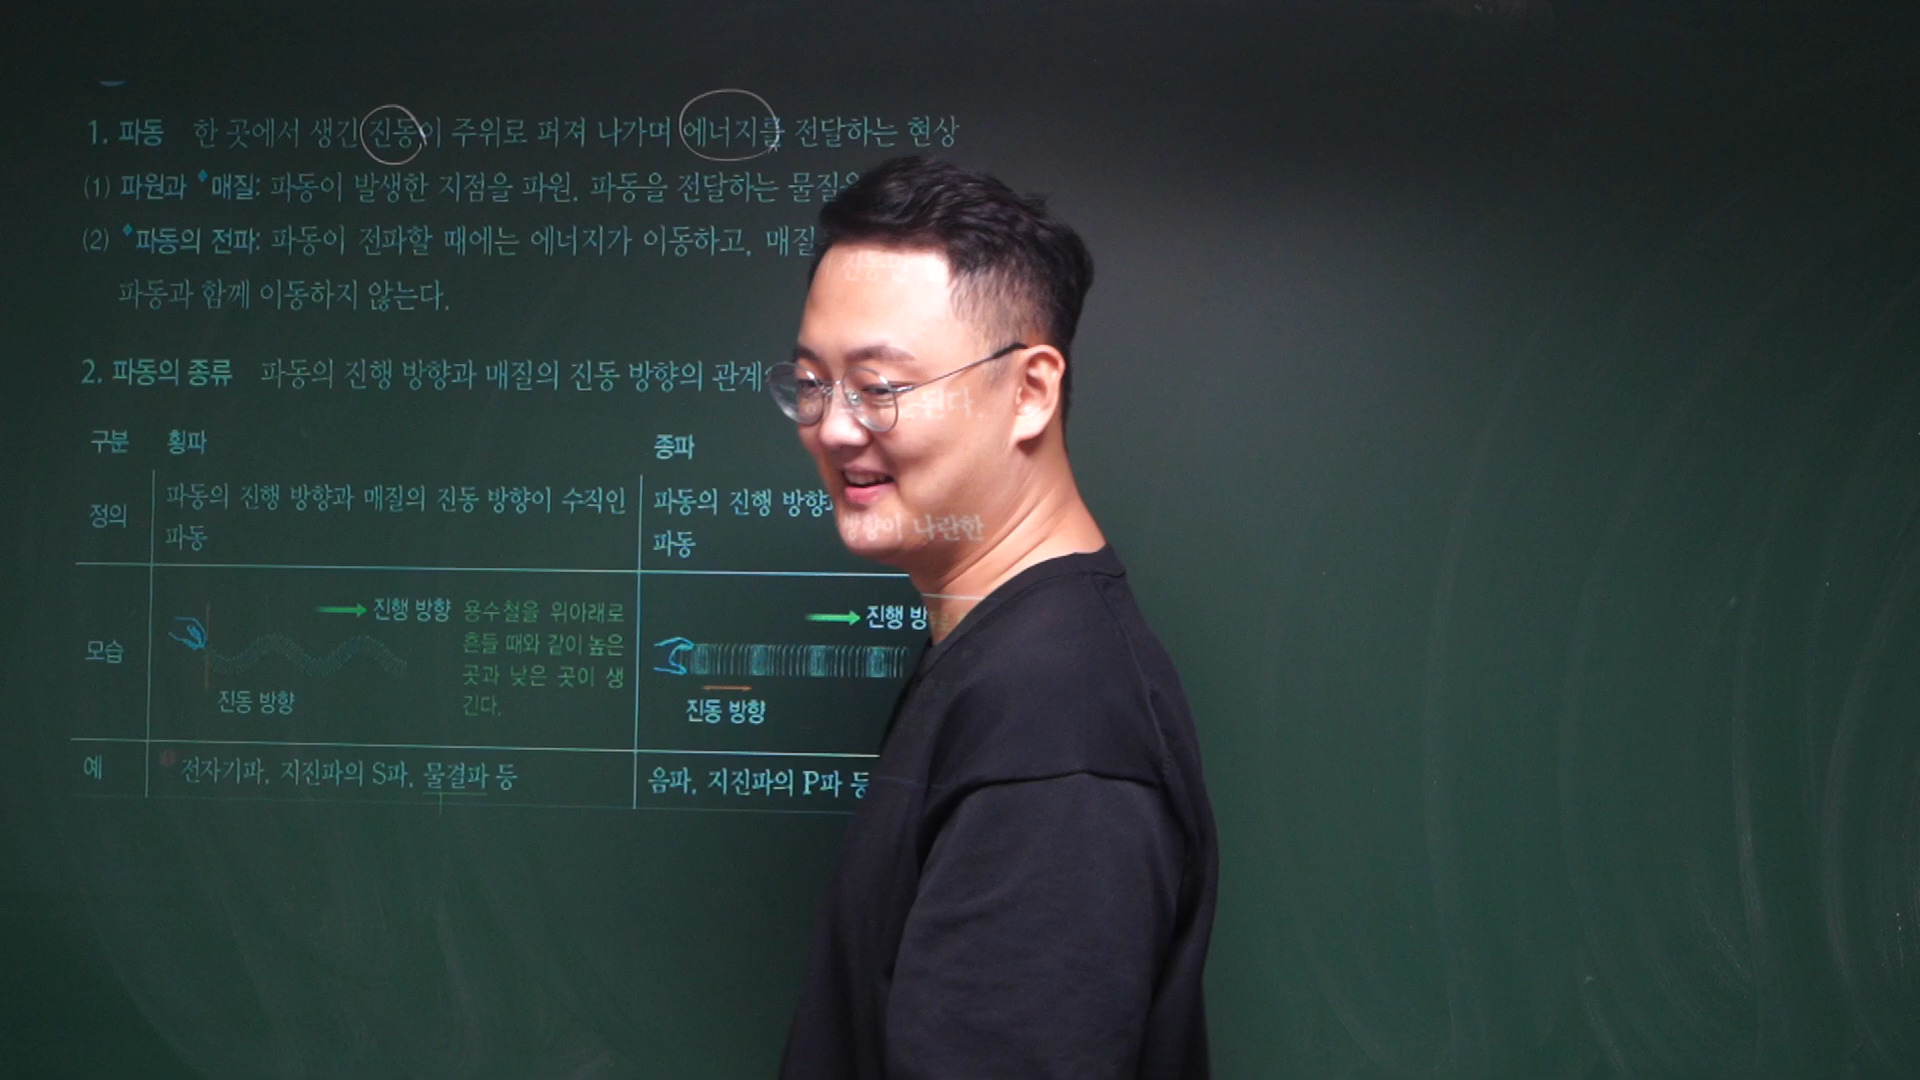 1. 파동 한 곳에서 생긴 진동이 주위로 퍼져 나가며 에너지를 전달하는 현상
(1) 파원과 매질: 파동이 발생한 지점을 파원, 파동을 전달하는 물질을
(2) 파동의 전파: 파동이 전파할 때에는 에너지가 이동하고, 매질
파동과 함께 이동하지 않는다.
2. 파동의 종류 파동의 진행 방향과 매질의 진동 방향의 관계
구분 횡파 종파
정의 파동의 진행 방향과 매질의 진동 방향이 수직인
파동
파동의 진행 방향
방향이 나란한
파동
모습
진행 방향
용수철을 위아래로
흔들 때와 같이 높은
곳과 낮은 곳이 생
긴다.
진동 방향
진행 방
진동 방향
예 전자기파, 지진파의 S파, 물결파 등
음파, 지진파의 P파 등